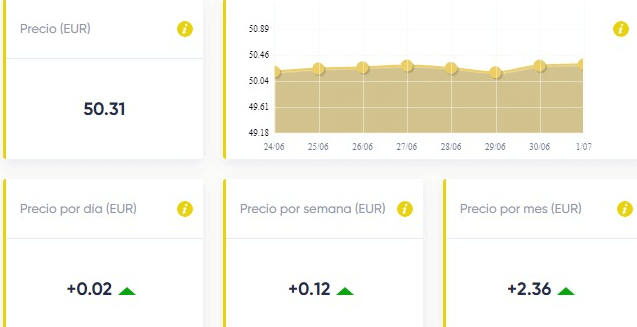 Precio (EUR)
i
50.31
50.89
50.46
50.04
49.61
49.18
24/06 25/06 26/06 27/06 28/06 29/06 30/06 1/07
i
Precio por día (EUR)
i
+0.02
Precio por semana (EUR)
i
+0.12
Precio por mes (EUR)
i
+2.36